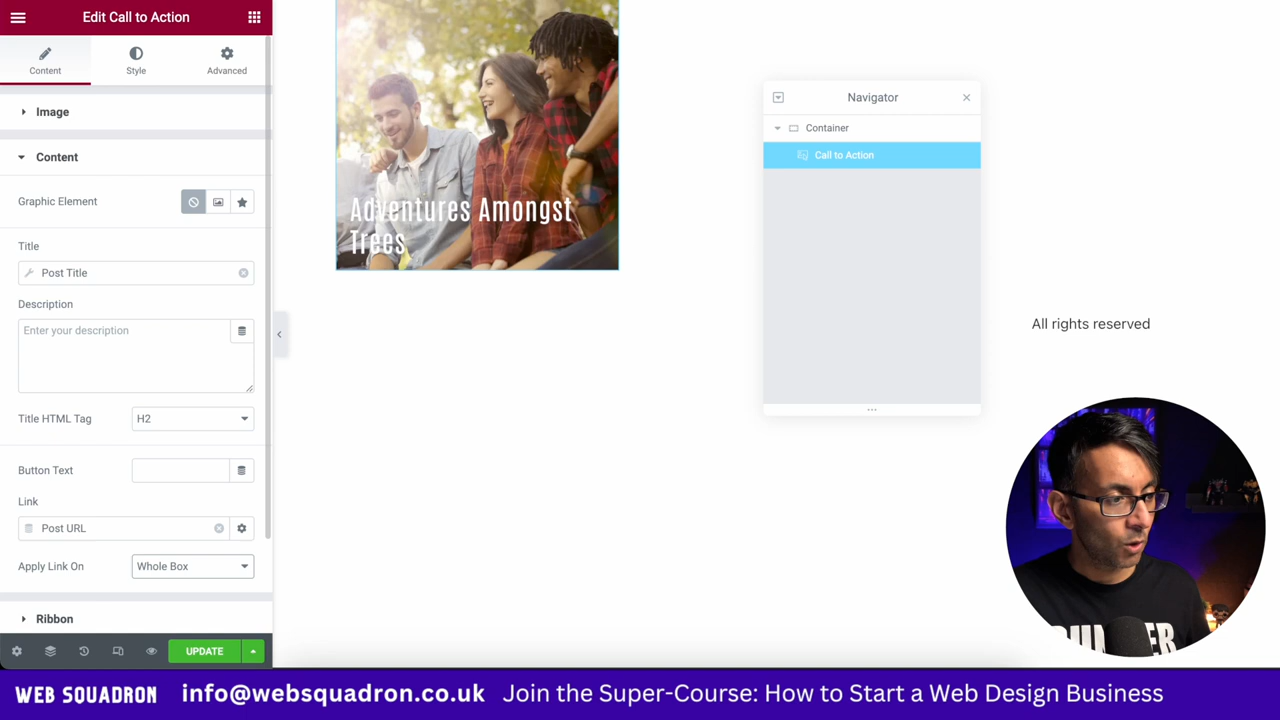 Edit Call to Action
Content
Style
Advanced
Image
Content
Graphic Element
Title
Post Title
Description
Enter your description
Title HTML Tag
H2
Button Text
Link
Post URL
Apply Link On
Whole Box
Ribbon
UPDATE
Adventures Amongst
Trees
Navigator
Container
Call to Action
All rights reserved
WEB SQUADRON info@websquadron.co.uk Join the Super-Course: How to Start a Web Design Business